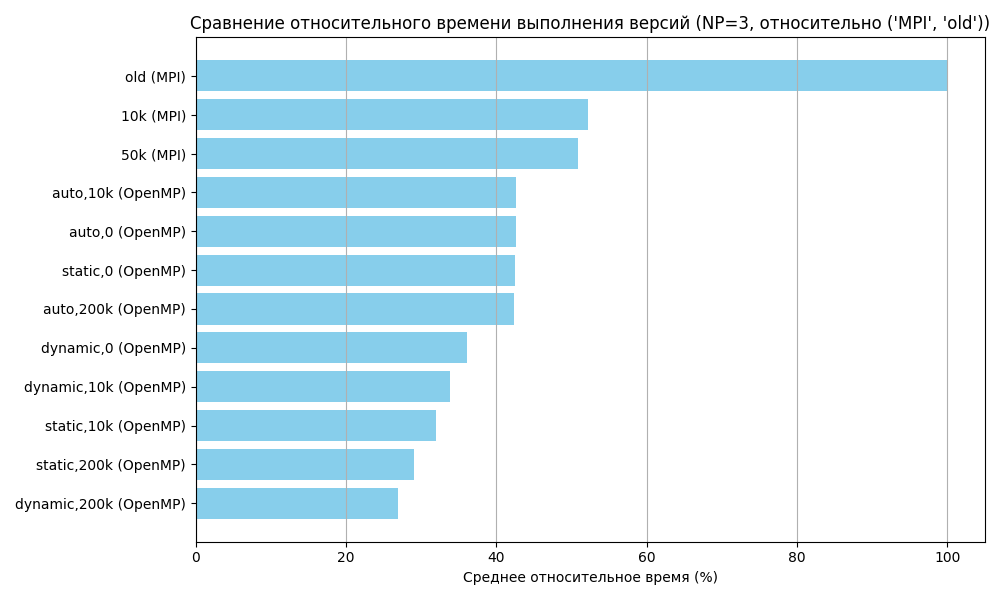 Сравнение относительного времени выполнения версий (NP=3, относительно ('MPI', 'old'))
old (MPI)
10k (MPI)
50k (MPI)
auto,10k (OpenMP)
auto,0 (OpenMP)
static,0 (OpenMP)
auto,200k (OpenMP)
dynamic,0 (OpenMP)
dynamic,10k (OpenMP)
static,10k (OpenMP)
static,200k (OpenMP)
dynamic,200k (OpenMP)
0 20 40 60 80 100
Среднее относительное время (%)